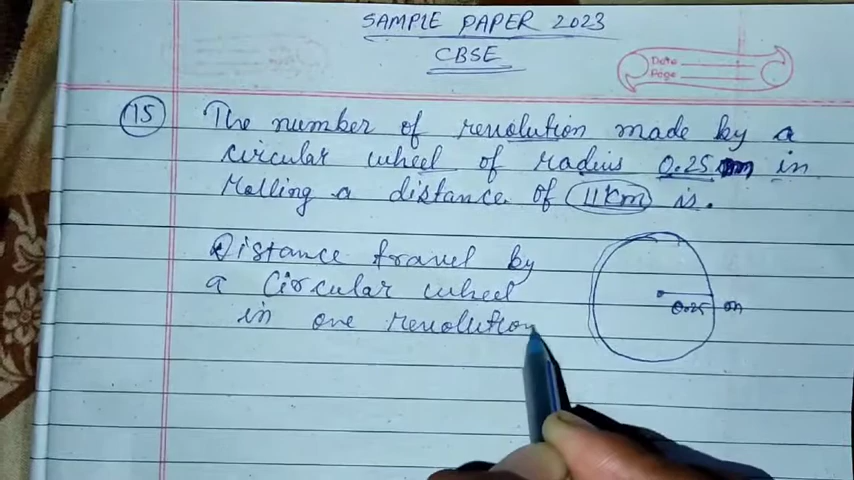 SAMPLE PAPER 2023
CBSE
Date
Page
15 The number of revolution made by a
circular wheel of radius 0.25 m in
rolling a distance of 11 km is.
Distance travel by
a circular wheel
in one revolution
0.25 m